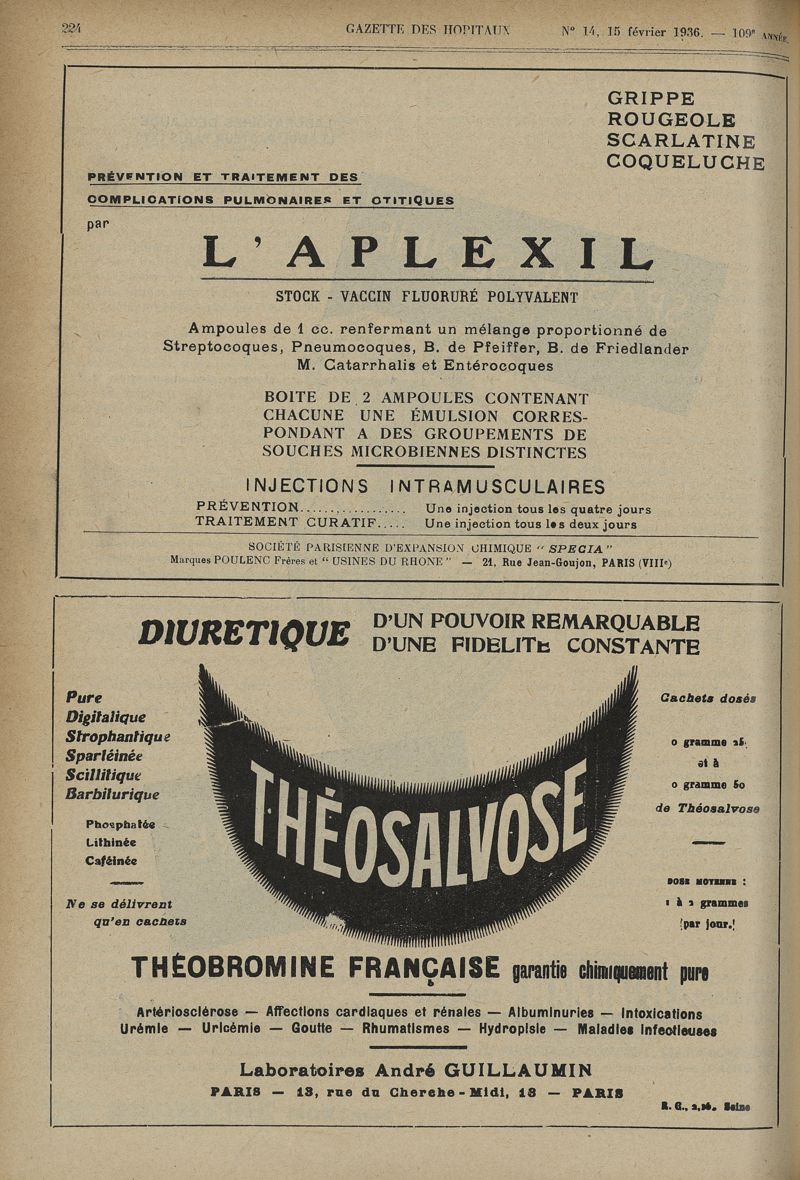 224
GAZETTE DES HOPITAUX
N° 14, 15 février 1936. — 109e ANNÉE
GRIPPE
ROUGEOLE
SCARLATINE
COQUELUCHE
PRÉVENTION ET TRAITEMENT DES
COMPLICATIONS PULMONAIRES ET OTITIQUES
par
L'APLEXIL
STOCK - VACCIN FLUORURÉ POLYVALENT
Ampoules de 1 cc. renfermant un mélange proportionné de
Streptocoques, Pneumocoques, B. de Pfeiffer, B. de Friedlander
M. Catarrhalis et Entérocoques
BOITE DE 2 AMPOULES CONTENANT
CHACUNE UNE ÉMULSION CORRES-
PONDANT A DES GROUPEMENTS DE
SOUCHES MICROBIENNES DISTINCTES
INJECTIONS INTRAMUSCULAIRES
PRÉVENTION.................. Une injection tous les quatre jours
TRAITEMENT CURATIF..... Une injection tous les deux jours
SOCIÉTÉ PARISIENNE D'EXPANSION CHIMIQUE "SPECIA"
Marques POULENC Frères et "USINES DU RHONE" — 21, Rue Jean-Goujon, PARIS (VIIIe)
DIURETIQUE
D'UN POUVOIR REMARQUABLE
D'UNE FIDELITE CONSTANTE
Pure
Digitalique
Strophantique
Spartéinée
Scillitique
Barbiturique
Phosphatée
Lithinée
Caféinée
Ne se délivrent
qu'en cachets
THÉOSALVOSE
Cachets dosés
0 gramme 25
et à
0 gramme 50
de Théosalvose
DOSE MOYENNE :
1 à 2 grammes
par jour.
THÉOBROMINE FRANÇAISE garantie chimiquement pure
Artériosclérose — Affections cardiaques et rénales — Albuminuries — Intoxications
Urémie — Uricémie — Goutte — Rhumatismes — Hydropisie — Maladies Infectieuses
Laboratoires André GUILLAUMIN
PARIS — 13, rue du Cherche-Midi, 13 — PARIS
Seine